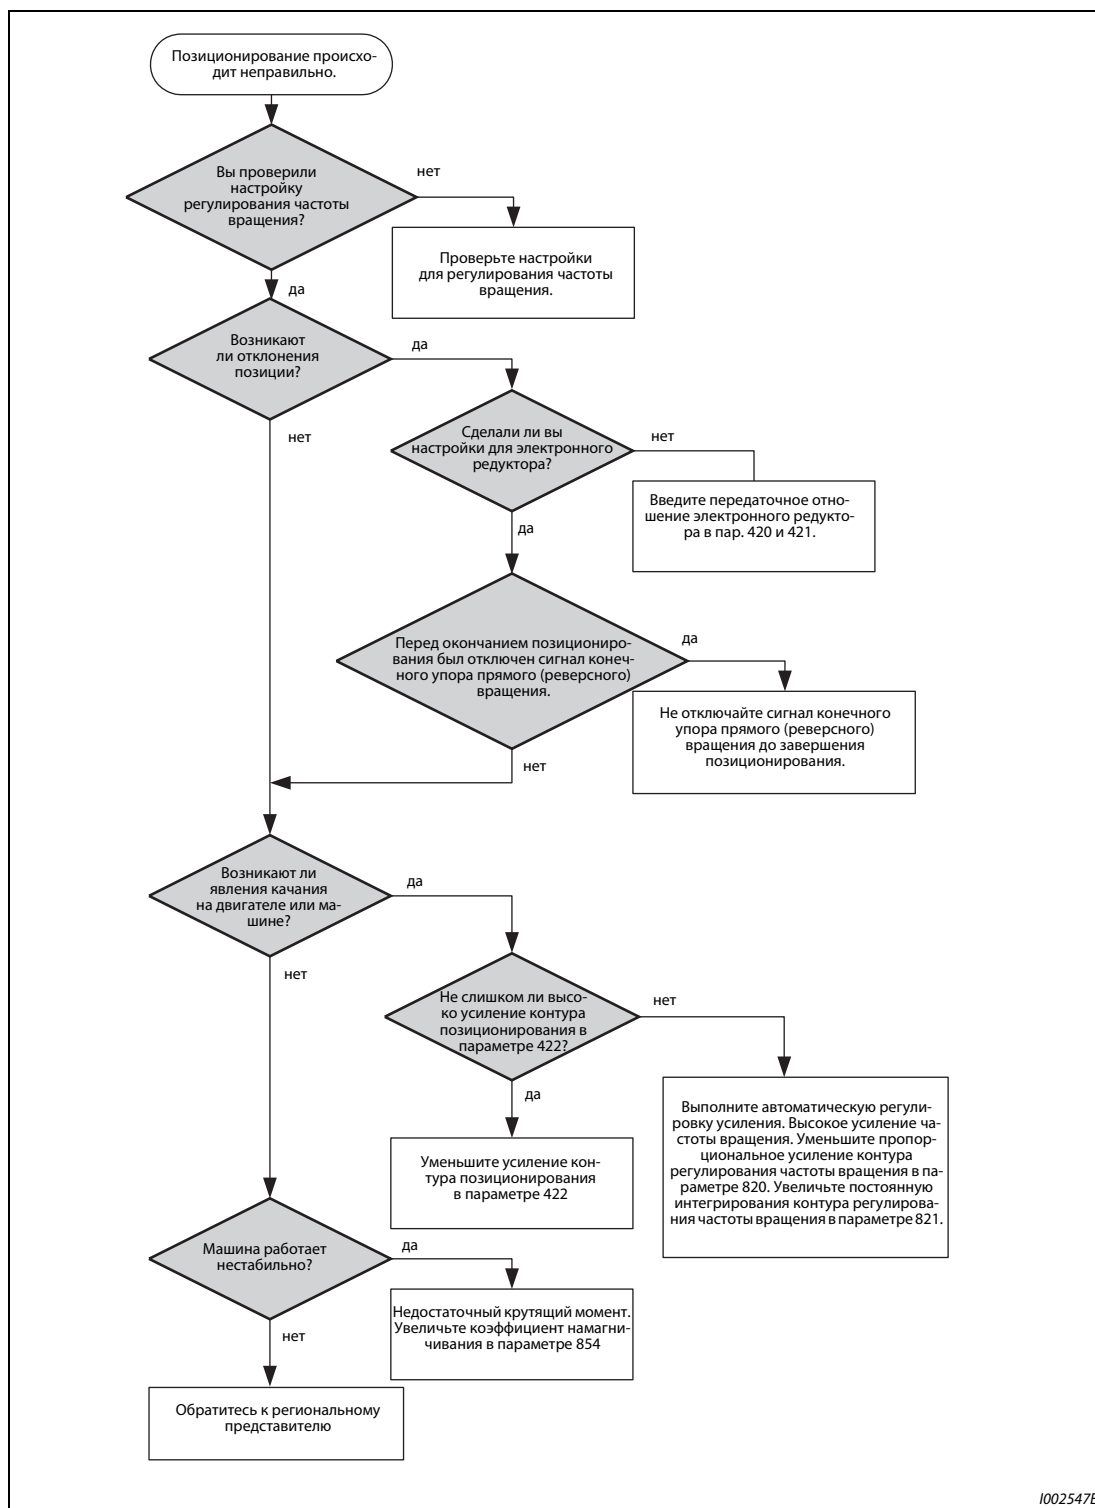 Позиционирование происхо-
дит неправильно.
Вы проверили
настройку
регулирования частоты
вращения?
нет
Проверьте настройки
для регулирования частоты
вращения.
да
Возникают
ли отклонения
позиции?
да
нет
Сделали ли вы
настройки для электронного
редуктора?
нет
Введите передаточное отно-
шение электронного редукто-
ра в пар. 420 и 421.
да
Перед окончанием позициониро-
вания был отключен сигнал конеч-
ного упора прямого (реверсного)
вращения.
да
Не отключайте сигнал конечного
упора прямого (реверсного)
вращения до завершения
позиционирования.
нет
Возникают ли
явления качания
на двигателе или ма-
шине?
да
нет
Не слишком ли высо-
ко усиление контура
позиционирования в
параметре 422?
нет
да
Выполните автоматическую регули-
ровку усиления. Высокое усиление ча-
стоты вращения. Уменьшите пропор-
циональное усиление контура
регулирования частоты вращения в па-
раметре 820. Увеличьте постоянную
интегрирования контура регулирова-
ния частоты вращения в параметре 821.
Уменьшите усиление кон-
тура позиционирования
в параметре 422
Машина работает
нестабильно?
да
Недостаточный крутящий момент.
Увеличьте коэффициент намагни-
чивания в параметре 854
нет
Обратитесь к региональному
представителю
I002547E